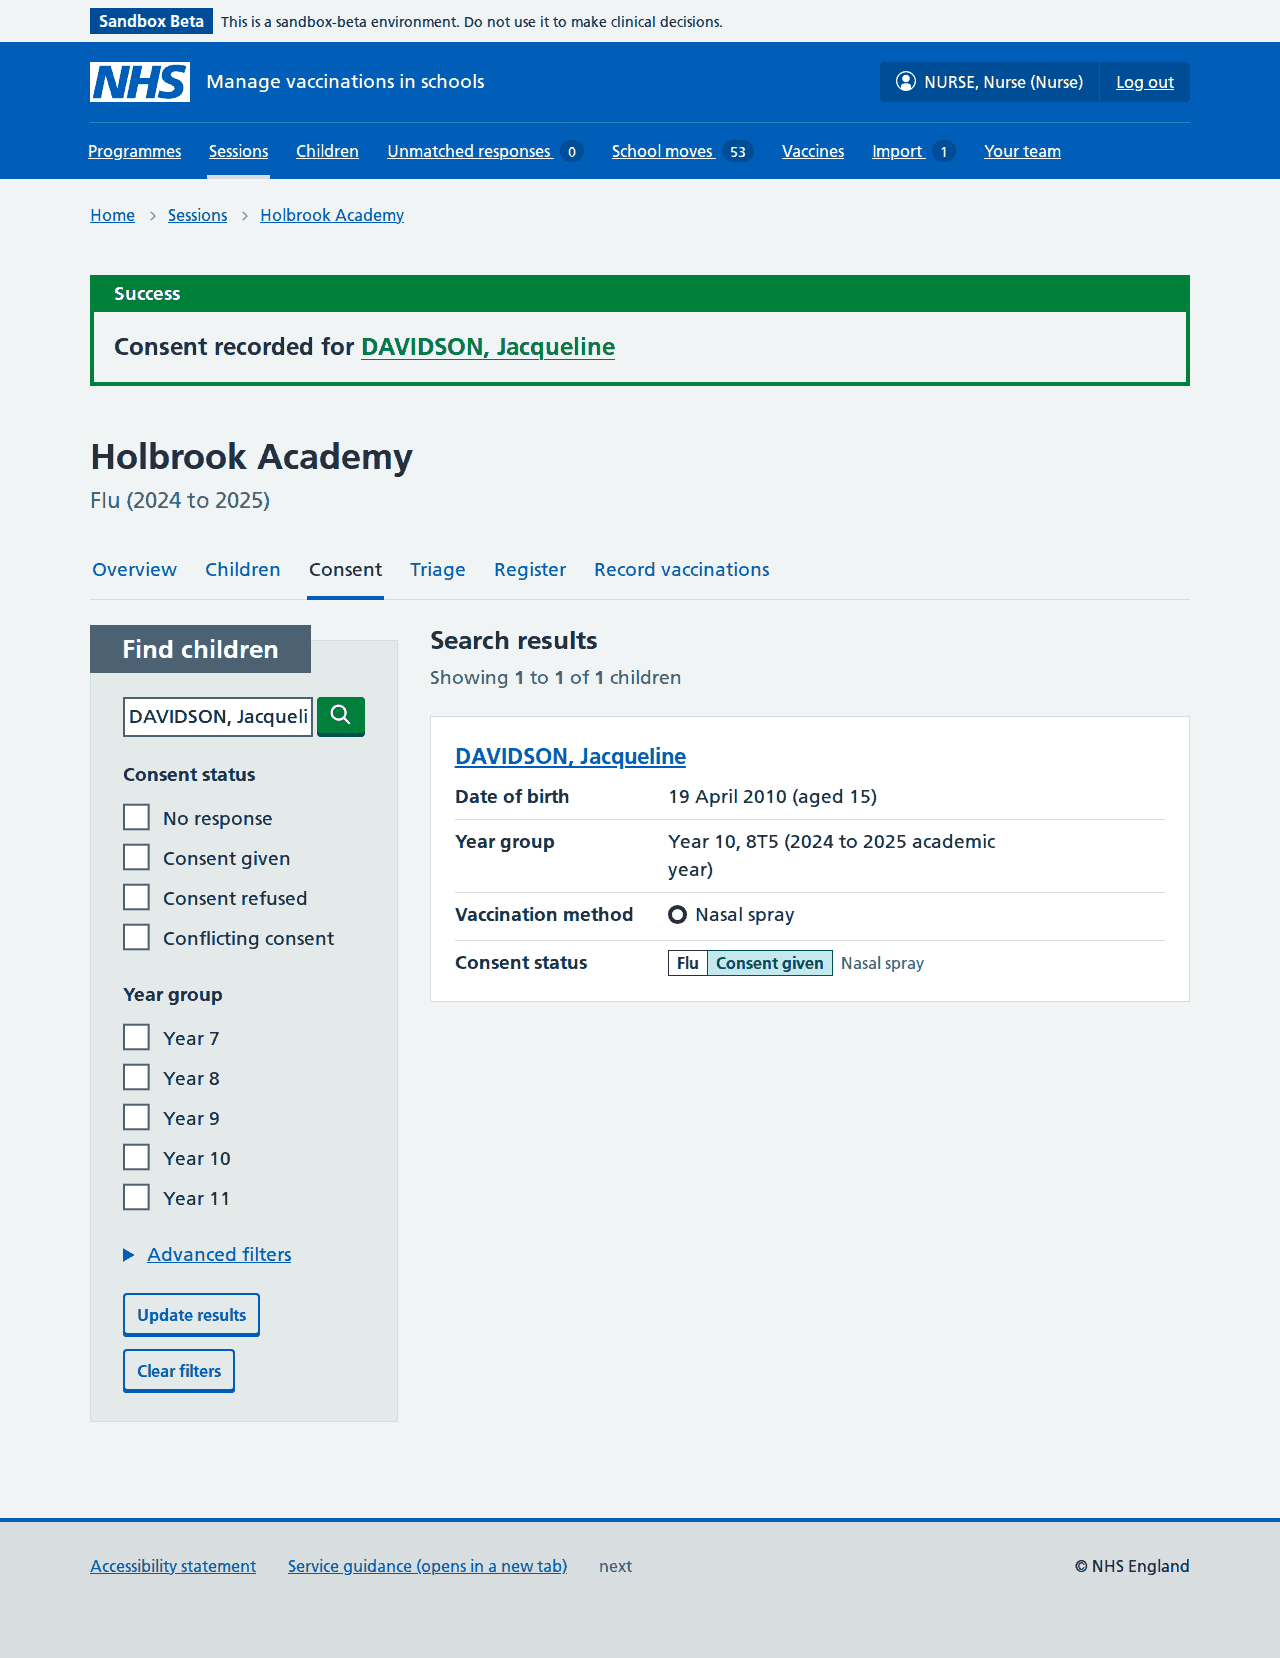 Sandbox Beta This is a sandbox-beta environment. Do not use it to make clinical decisions.
NHS Manage vaccinations in schools NURSE, Nurse (Nurse) Log out
Programmes Sessions Children Unmatched responses 0 School moves 53 Vaccines Import 1 Your team
Home Sessions Holbrook Academy
Success
Consent recorded for DAVIDSON, Jacqueline
Holbrook Academy
Flu (2024 to 2025)
Overview Children Consent Triage Register Record vaccinations
Find children
DAVIDSON, Jacqueli
Consent status
No response
Consent given
Consent refused
Conflicting consent
Year group
Year 7
Year 8
Year 9
Year 10
Year 11
Advanced filters
Update results
Clear filters
Search results
Showing 1 to 1 of 1 children
DAVIDSON, Jacqueline
Date of birth 19 April 2010 (aged 15)
Year group Year 10, 8T5 (2024 to 2025 academic
year)
Vaccination method Nasal spray
Consent status Flu Consent given Nasal spray
Accessibility statement Service guidance (opens in a new tab) next © NHS England